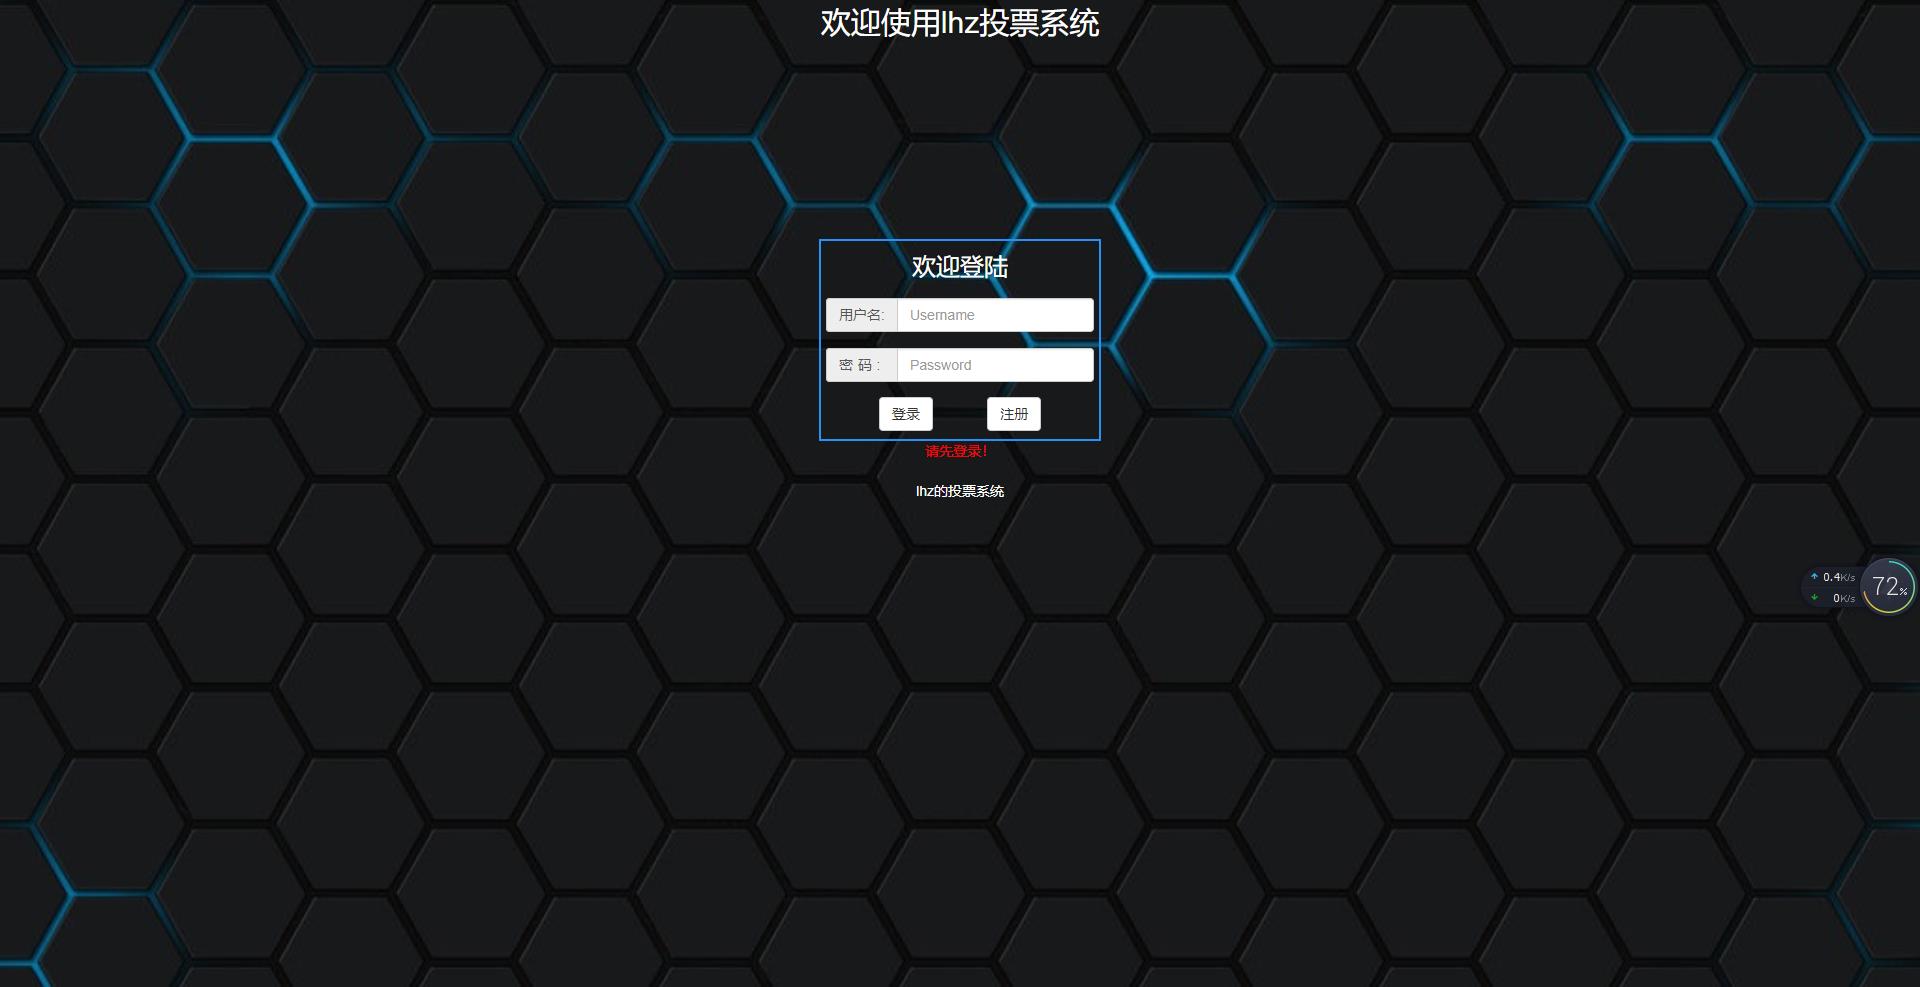 欢迎使用lhz投票系统
欢迎登陆
用户名: Username
密 码 : Password
登录 注册
请先登录!
lhz的投票系统
0.4K/s
0K/s
72%